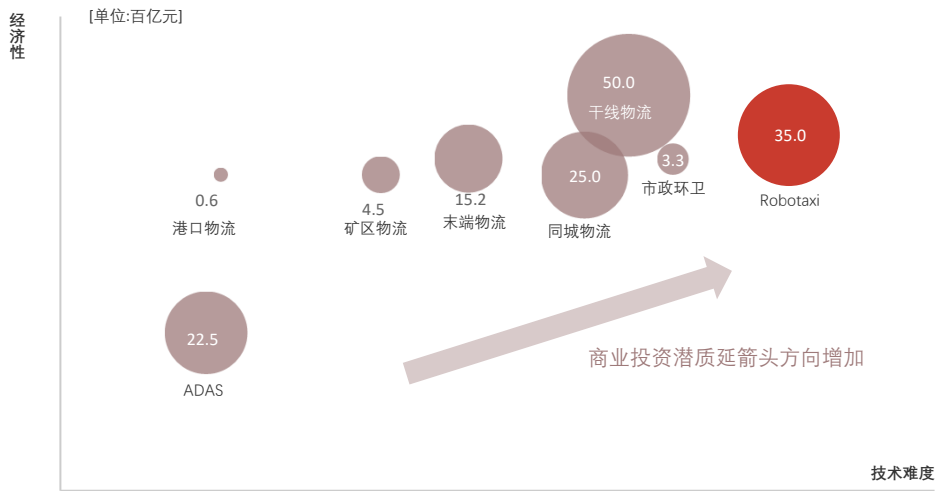 经济性
[单位:百亿元]
50.0
干线物流
35.0
Robotaxi
3.3
市政环卫
25.0
同城物流
15.2
末端物流
4.5
矿区物流
0.6
港口物流
22.5
ADAS
商业投资潜质延箭头方向增加
技术难度